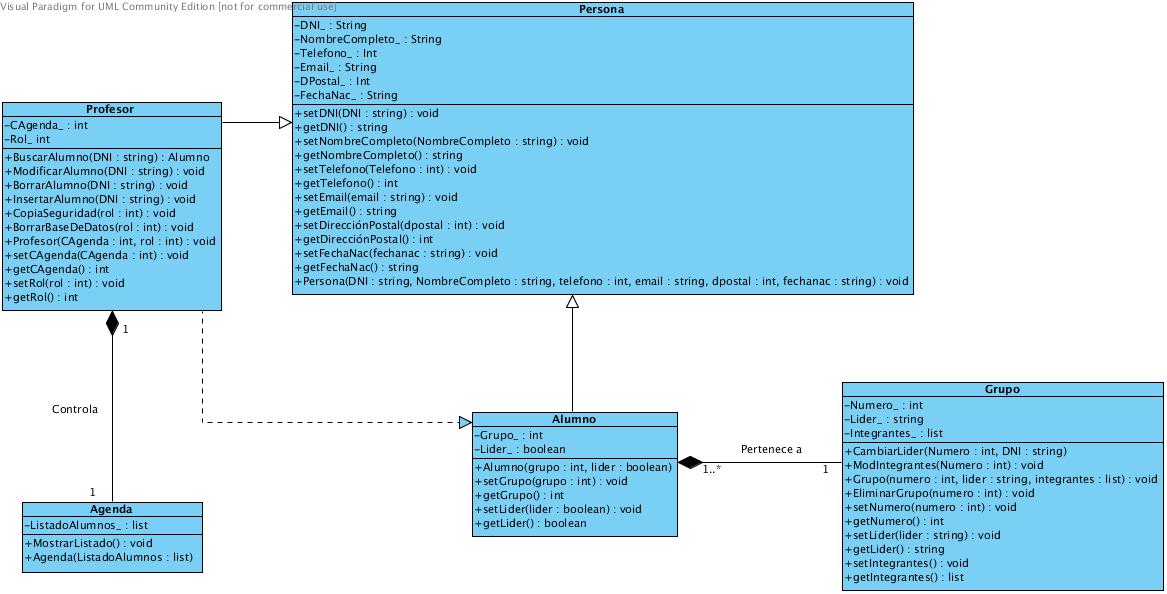 Visual Paradigm for UML Community Edition [not for commercial use]
Persona
-DNI_ : String
-NombreCompleto_ : String
-Telefono_ : Int
-Email_ : String
-DPostal_ : Int
-FechaNac_ : String
+setDNI(DNI : string) : void
+getDNI() : string
+setNombreCompleto(NombreCompleto : string) : void
+getNombreCompleto() : string
+setTelefono(Telefono : int) : void
+getTelefono() : int
+setEmail(email : string) : void
+getEmail() : string
+setDirecciónPostal(dpostal : int) : void
+getDirecciónPostal() : int
+setFechaNac(fechanac : string) : void
+getFechaNac() : string
+Persona(DNI : string, NombreCompleto : string, telefono : int, email : string, dpostal : int, fechanac : string) : void
Profesor
-CAgenda_ : int
-Rol_ int
+BuscarAlumno(DNI : string) : Alumno
+ModificarAlumno(DNI : string) : void
+BorrarAlumno(DNI : string) : void
+InsertarAlumno(DNI : string) : void
+CopiaSeguridad(rol : int) : void
+BorrarBaseDeDatos(rol : int) : void
+Profesor(CAgenda : int, rol : int) : void
+setCAgenda(CAgenda : int) : void
+getCAgenda() : int
+setRol(rol : int) : void
+getRol() : int
1
Controla
1
Agenda
-ListadoAlumnos_ : list
+MostrarListado() : void
+Agenda(ListadoAlumnos : list)
Alumno
-Grupo_ : int
-Lider_ : boolean
+Alumno(grupo : int, lider : boolean)
+setGrupo(grupo : int) : void
+getGrupo() : int
+setLider(lider : boolean) : void
+getLider() : boolean
Pertenece a
1..*
1
Grupo
-Numero_ : int
-Lider_ : string
-Integrantes_ : list
+CambiarLider(Numero : int, DNI : string)
+ModIntegrantes(Numero : int) : void
+Grupo(numero : int, lider : string, integrantes : list) : void
+EliminarGrupo(numero : int) : void
+setNumero(numero : int) : void
+getNumero() : int
+setLider(lider : string) : void
+getLider() : string
+setIntegrantes() : void
+getIntegrantes() : list